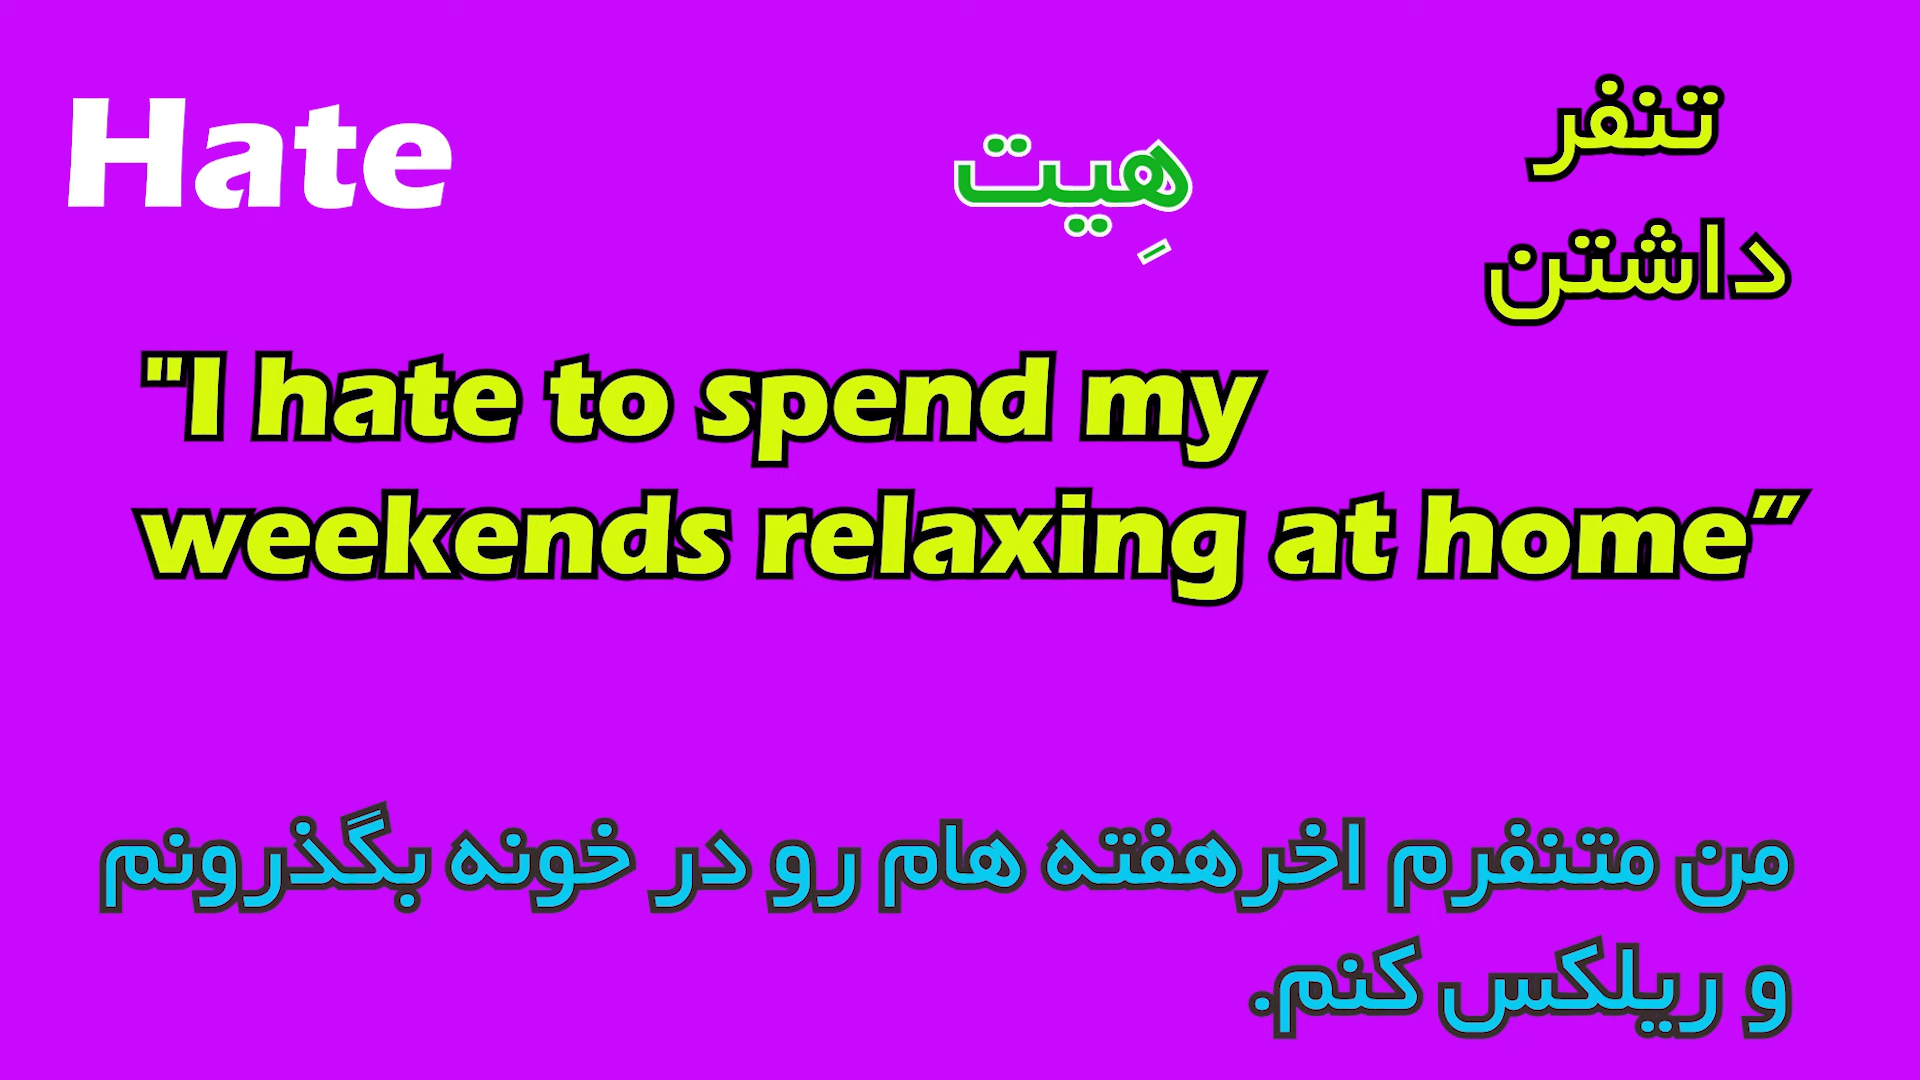 Hate
هِیت
تنفر
داشتن
"I hate to spend my
weekends relaxing at home”
من متنفرم اخرهفته هام رو در خونه بگذرونم
و ریلکس کنم.